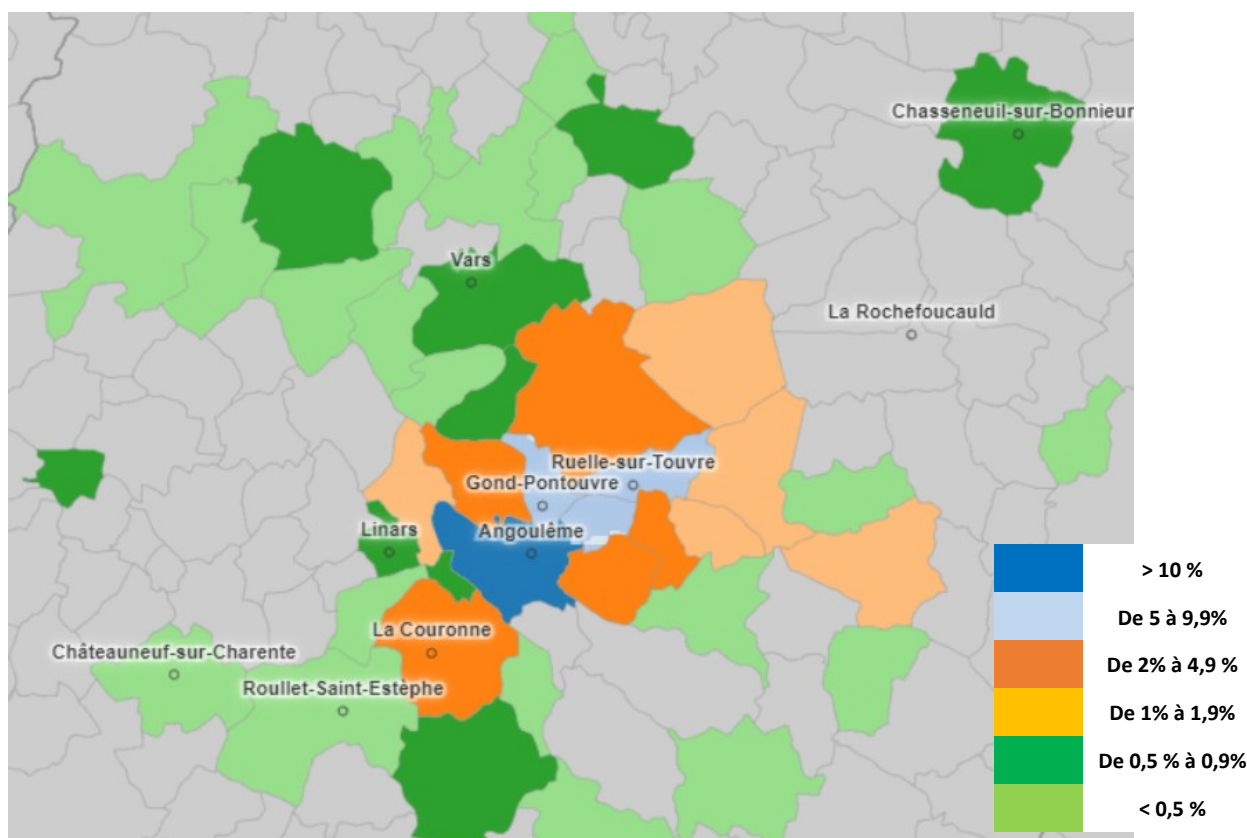 Chasseneuil-sur-Bonnieur
Vars
La Rochefoucauld
Ruelle-sur-Touvre
Gond-Pontouvre
Linars
Angoulême
La Couronne
Châteauneuf-sur-Charente
Roullet-Saint-Estèphe
> 10 %
De 5 à 9,9%
De 2% à 4,9 %
De 1% à 1,9%
De 0,5 % à 0,9%
< 0,5 %